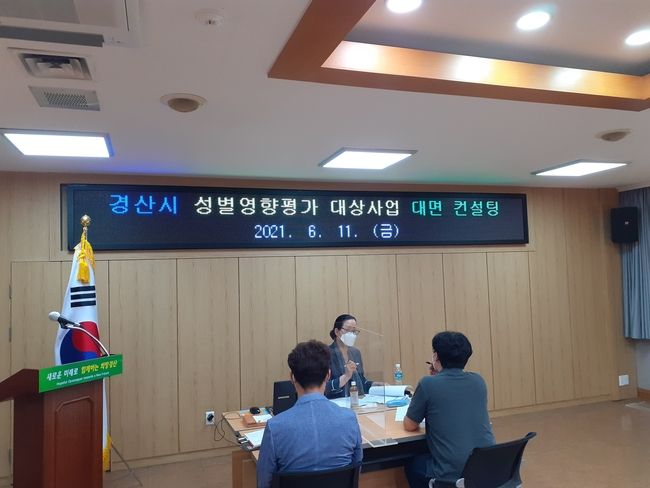 경산시 성별영향평가 대상사업 대면 컨설팅
2021. 6. 11. (금)
새로운 미래로 함께하는 희망경산